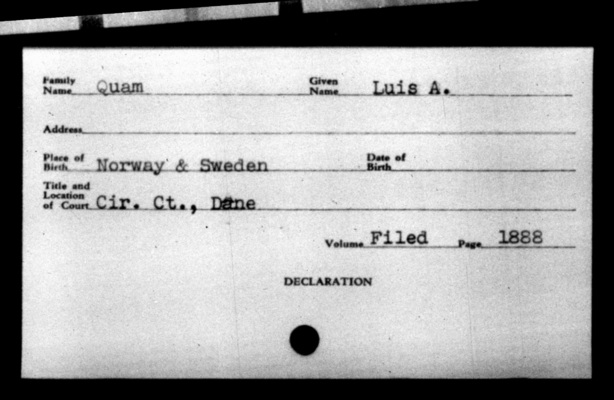 Family Name Quam Given Name Luis A.
Address
Place of Birth Norway & Sweden Date of Birth
Title and Location of Court Cir. Ct., Dane
Volume Filed Page 1888
DECLARATION